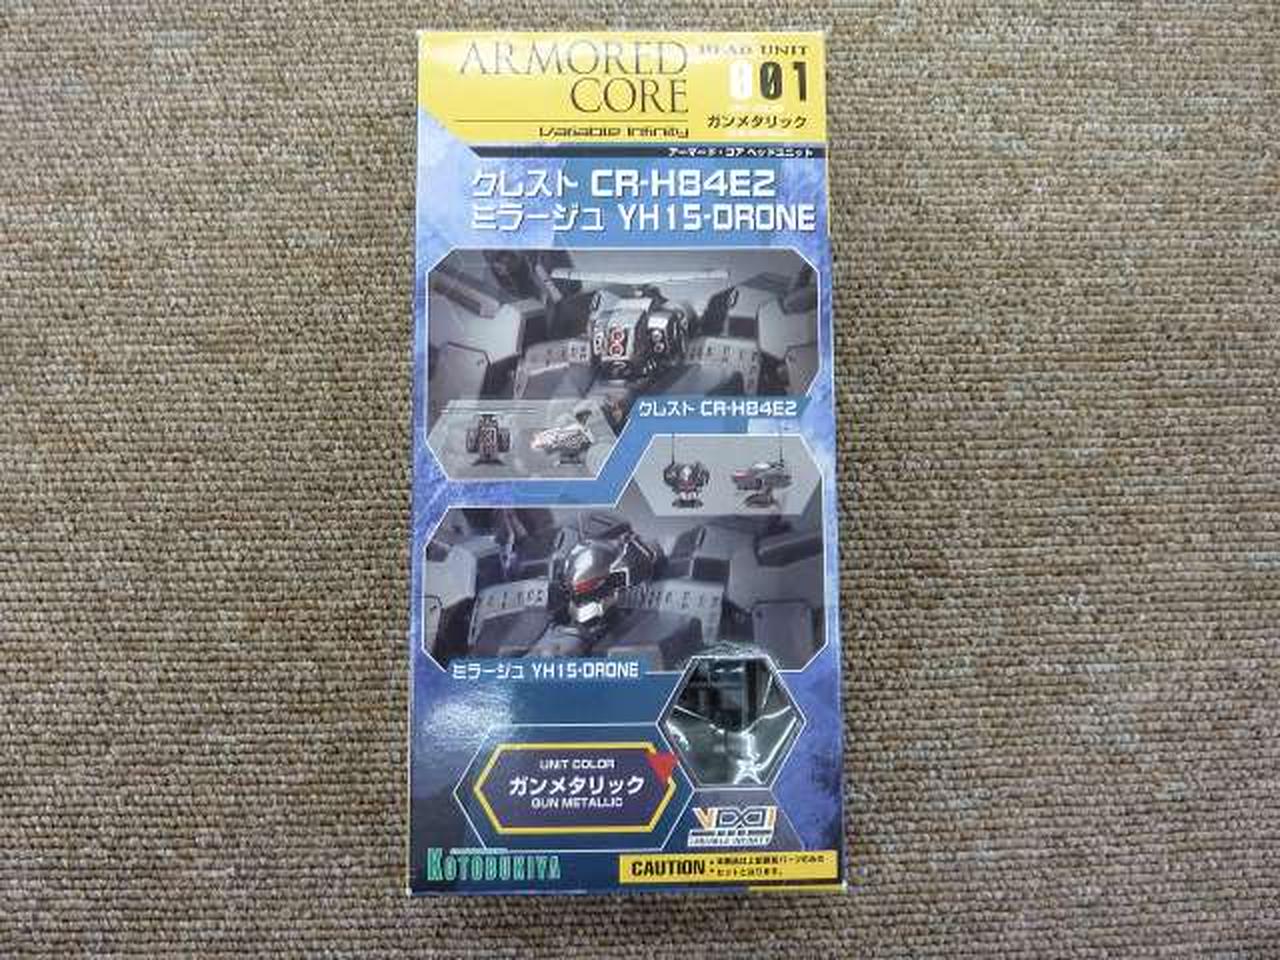 ARMORED
CORE
Variable Infinity
HEAD UNIT
001
ガンメタリック
アーマード・コア ヘッドユニット
クレスト CR-H84E2
ミラージュ YH15-DRONE
クレスト CR-H84E2
ミラージュ YH15-DRONE
UNIT COLOR
ガンメタリック
GUN METALLIC
VARIABLE INFINITY
KOTOBUKIYA
CAUTION